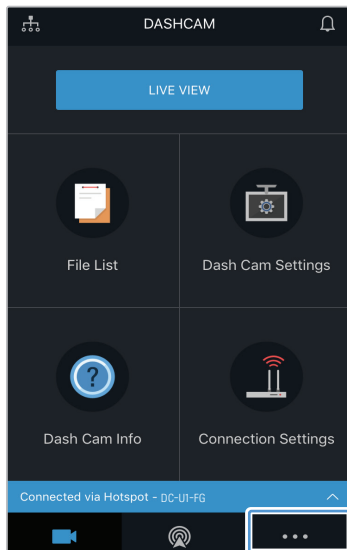 DASHCAM
LIVE VIEW
File List
Dash Cam Settings
?
Dash Cam Info
Connection Settings
Connected via Hotspot - DC-U1-FG